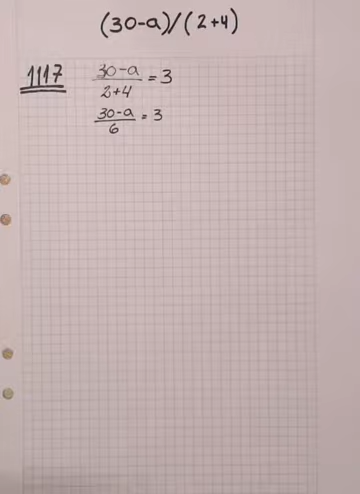 (30-a)/(2+4)
1117
30-a
2+4
= 3
30-a
6
= 3